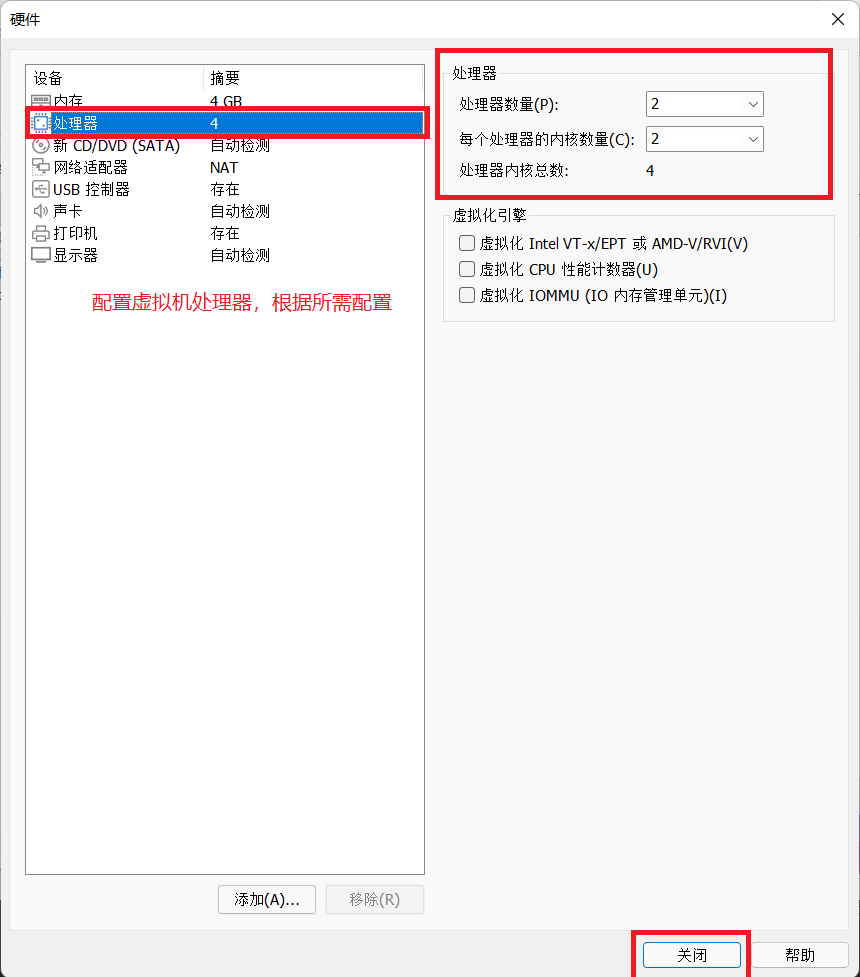 硬件
设备 摘要
内存 4 GB
处理器 4
新 CD/DVD (SATA) 自动检测
网络适配器 NAT
USB 控制器 存在
声卡 自动检测
打印机 存在
显示器 自动检测
配置虚拟机处理器，根据所需配置
添加(A)... 移除(R)
处理器
处理器数量(P): 2
每个处理器的内核数量(C): 2
处理器内核总数: 4
虚拟化引擎
虚拟化 Intel VT-x/EPT 或 AMD-V/RVI(V)
虚拟化 CPU 性能计数器(U)
虚拟化 IOMMU (IO 内存管理单元)(I)
关闭 帮助